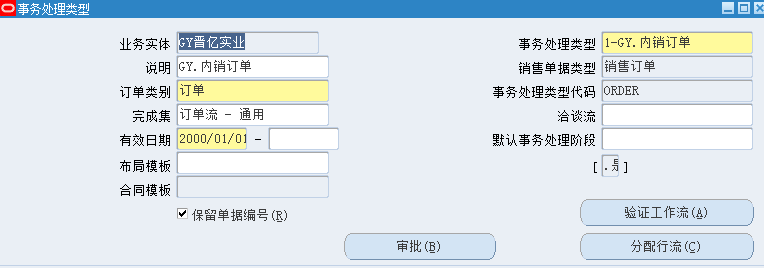 事务处理类型
业务实体 GY晋亿实业 事务处理类型 1-GY.内销订单
说明 GY.内销订单 销售单据类型 销售订单
订单类别 订单 事务处理类型代码 ORDER
完成集 订单流 - 通用 洽谈流
有效日期 2000/01/01 - 默认事务处理阶段
布局模板 [ . ]
合同模板
保留单据编号(R) 验证工作流(A)
审批(B) 分配行流(C)